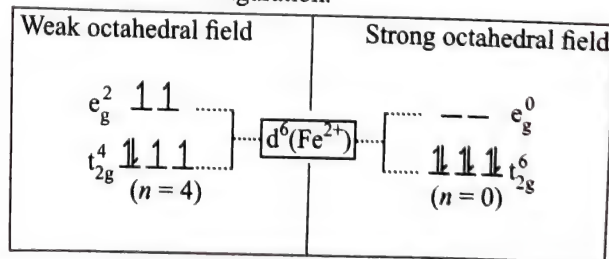 Weak octahedral field
Strong octahedral field
e_g^2
d^6(Fe^2+)
e_g^0
t_2g^4
t_2g^6
(n = 4)
(n = 0)